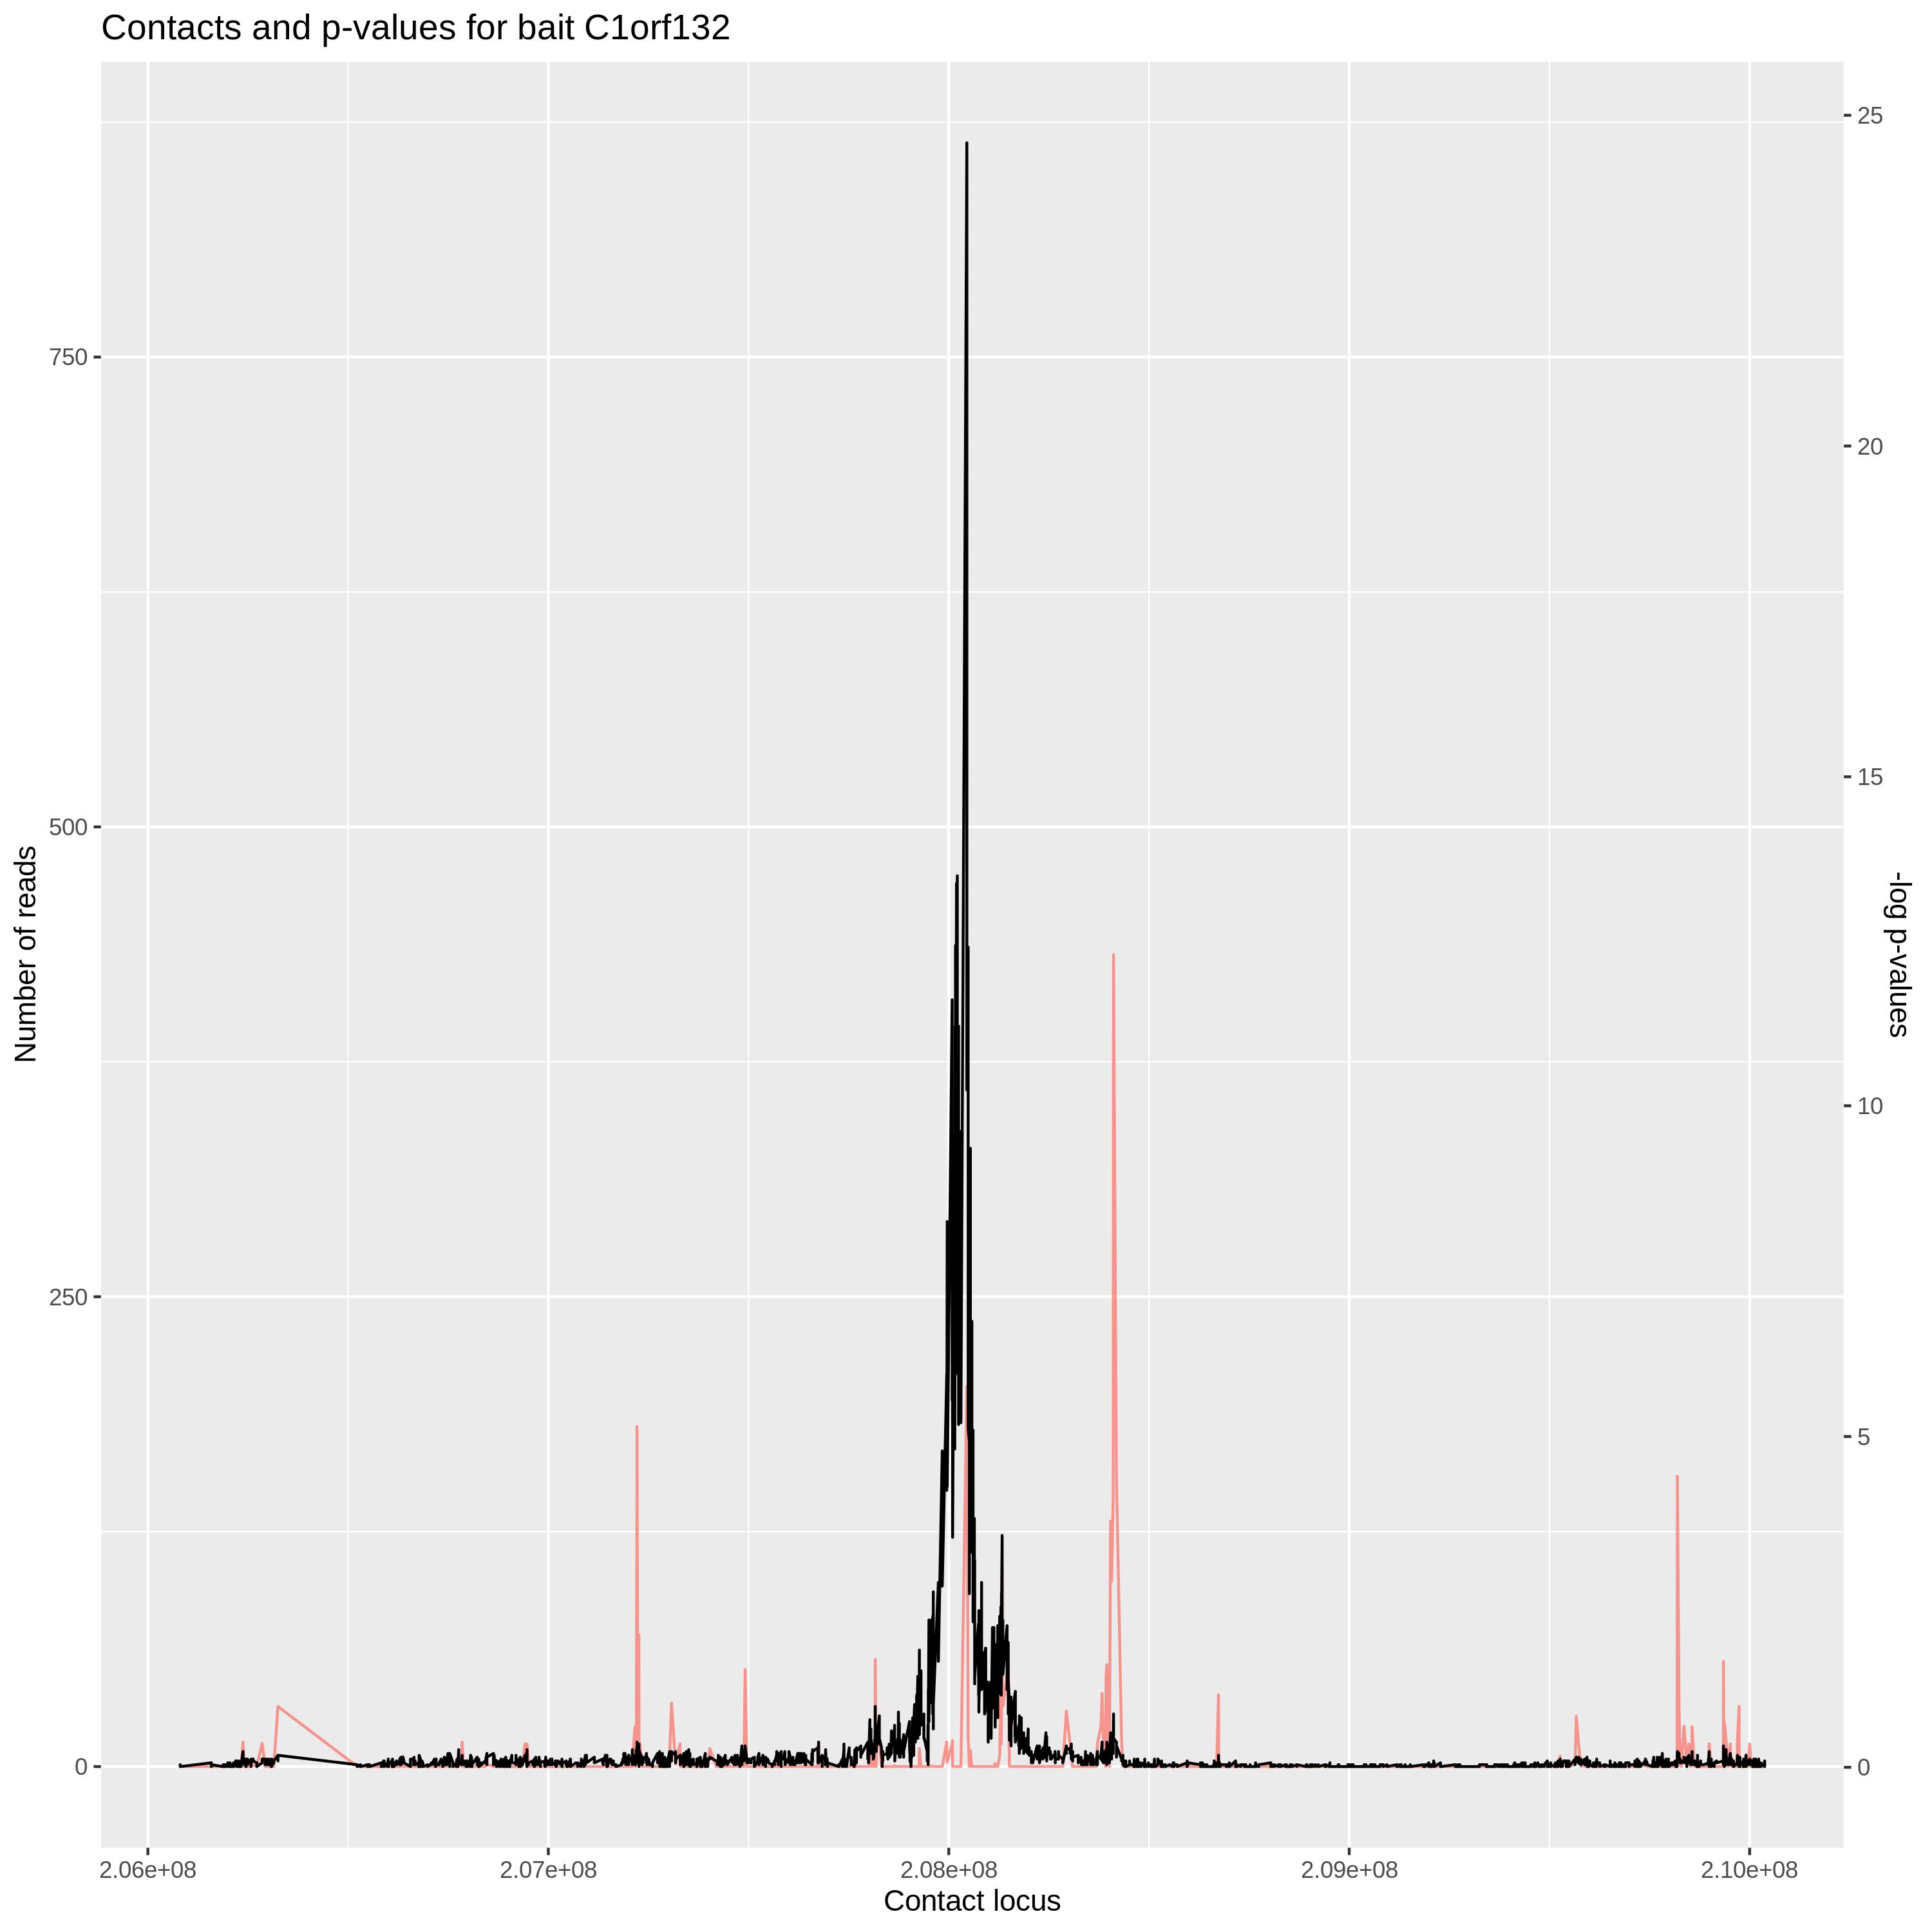 Contacts and p-values for bait C1orf132
25
750
20
15
500
Number of reads
-log p-values
10
250
5
0
0
2.06e+08
2.07e+08
2.08e+08
2.09e+08
2.10e+08
Contact locus